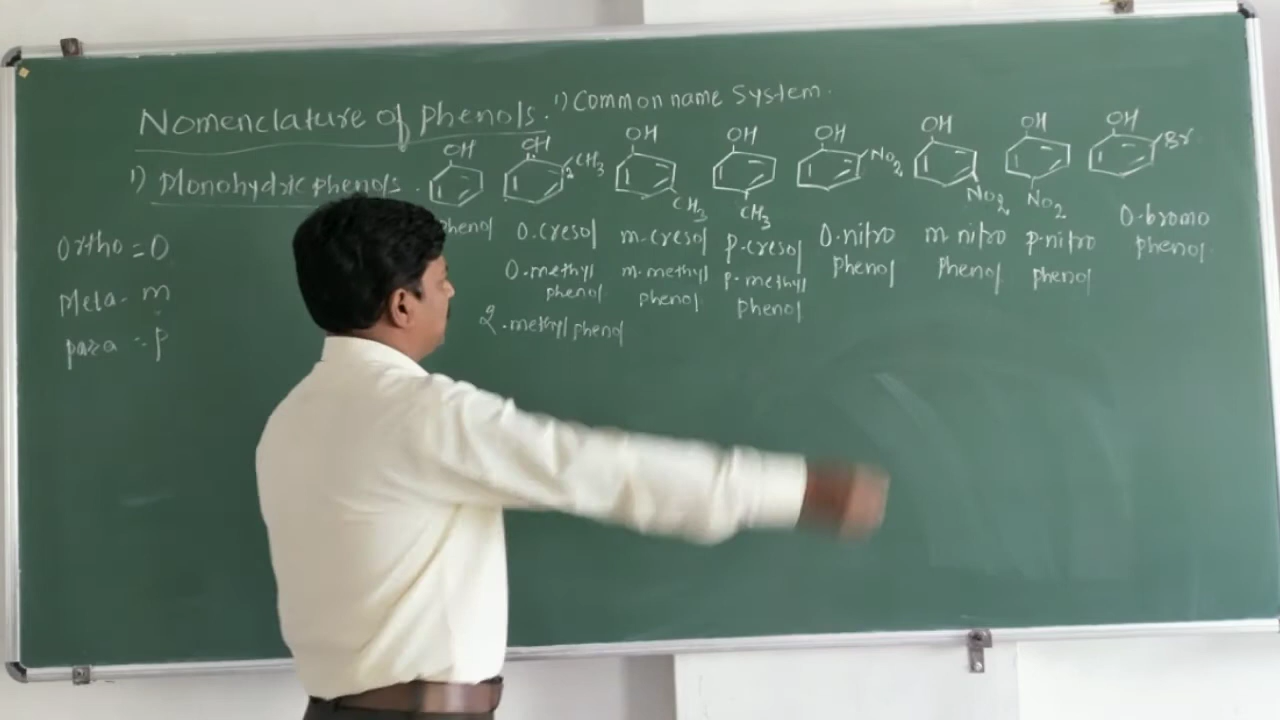 Nomenclature of phenols. 1) Common name System.
1) Monohydric phenols.
OH OH OH OH OH OH OH OH
2 CH3 CH3 CH3 NO2 NO2 NO2 Br
phenol O.cresol m-cresol p-cresol O.nitro phenol m.nitro phenol p.nitro phenol O.bromo phenol.
O.methyl phenol m.methyl phenol p.methyl phenol
2.methyl phenol
Ortho = O
Meta - m
para :- p